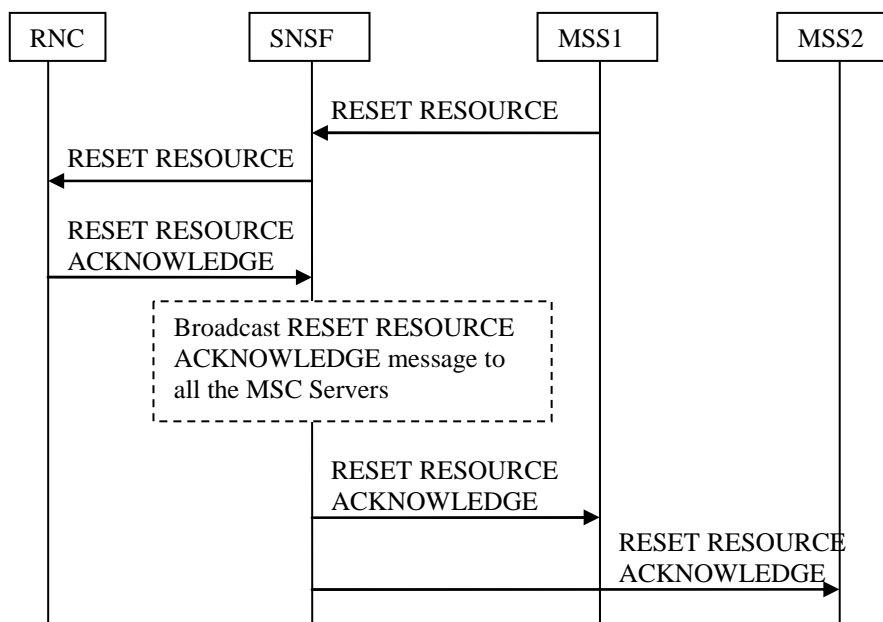 RNC SNSF MSS1 MSS2
RESET RESOURCE
RESET RESOURCE
RESET RESOURCE
ACKNOWLEDGE
Broadcast RESET RESOURCE
ACKNOWLEDGE message to
all the MSC Servers
RESET RESOURCE
ACKNOWLEDGE
RESET RESOURCE
ACKNOWLEDGE